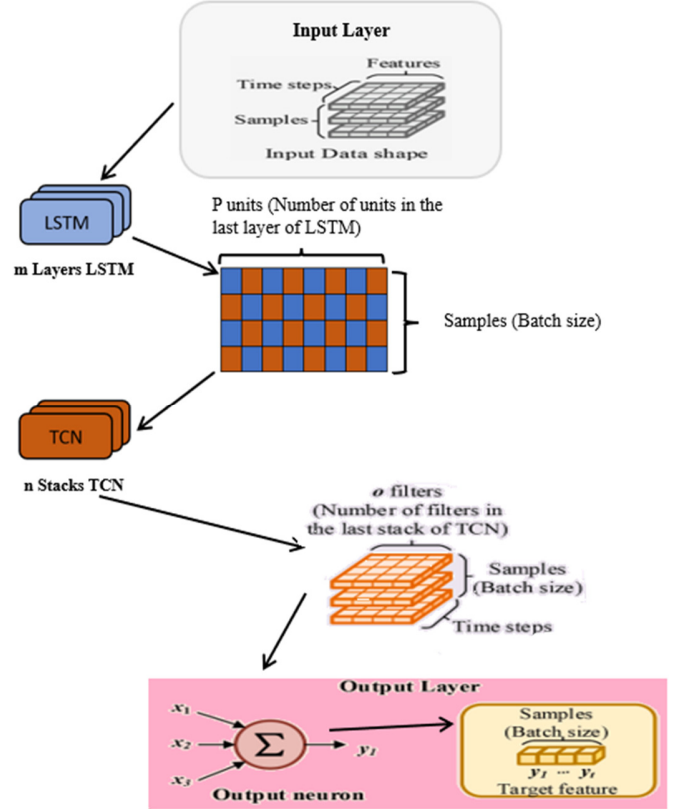 Input Layer
Features
Time steps
Samples
Input Data shape
P units (Number of units in the
last layer of LSTM)
LSTM
m Layers LSTM
Samples (Batch size)
TCN
n Stacks TCN
o filters
(Number of filters in
the last stack of TCN)
Samples
(Batch size)
Time steps
Output Layer
x₁
x₂
x₃
Σ
y₁
Output neuron
Samples
(Batch size)
y₁ ... yₜ
Target feature